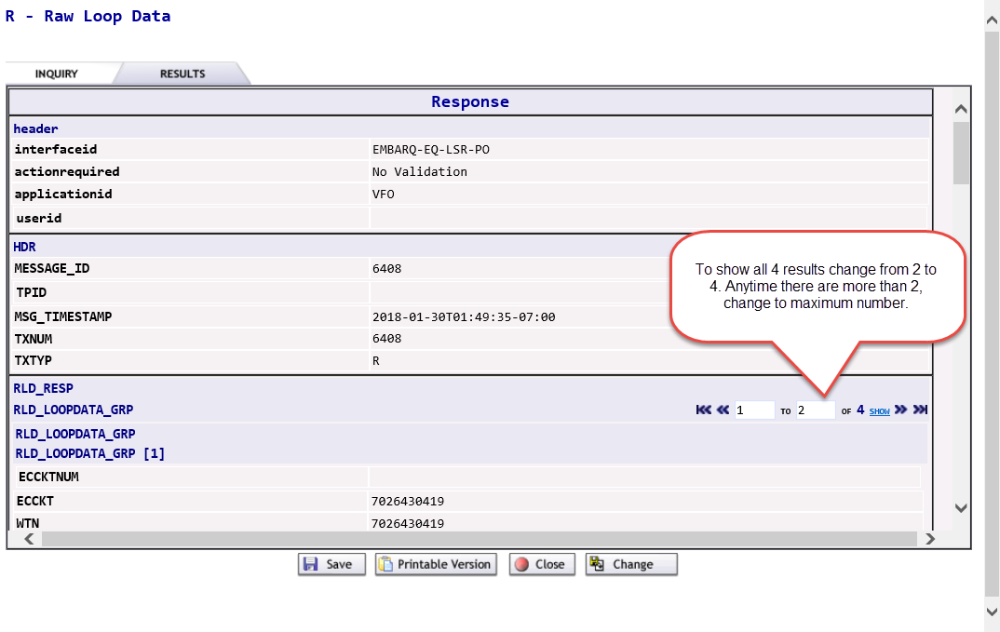 R - Raw Loop Data
INQUIRY RESULTS
Response
header
interfaceid EMBARQ-EQ-LSR-PO
actionrequired No Validation
applicationid VFO
userid
HDR
MESSAGE_ID 6408
TPID
MSG_TIMESTAMP 2018-01-30T01:49:35-07:00
TXNUM 6408
TXTYP R
To show all 4 results change from 2 to
4. Anytime there are more than 2,
change to maximum number.
RLD_RESP
RLD_LOOPDATA_GRP 1 TO 2 OF 4 SHOW
RLD_LOOPDATA_GRP
RLD_LOOPDATA_GRP [1]
ECCKTNUM
ECCKT 7026430419
WTN 7026430419
Save Printable Version Close Change